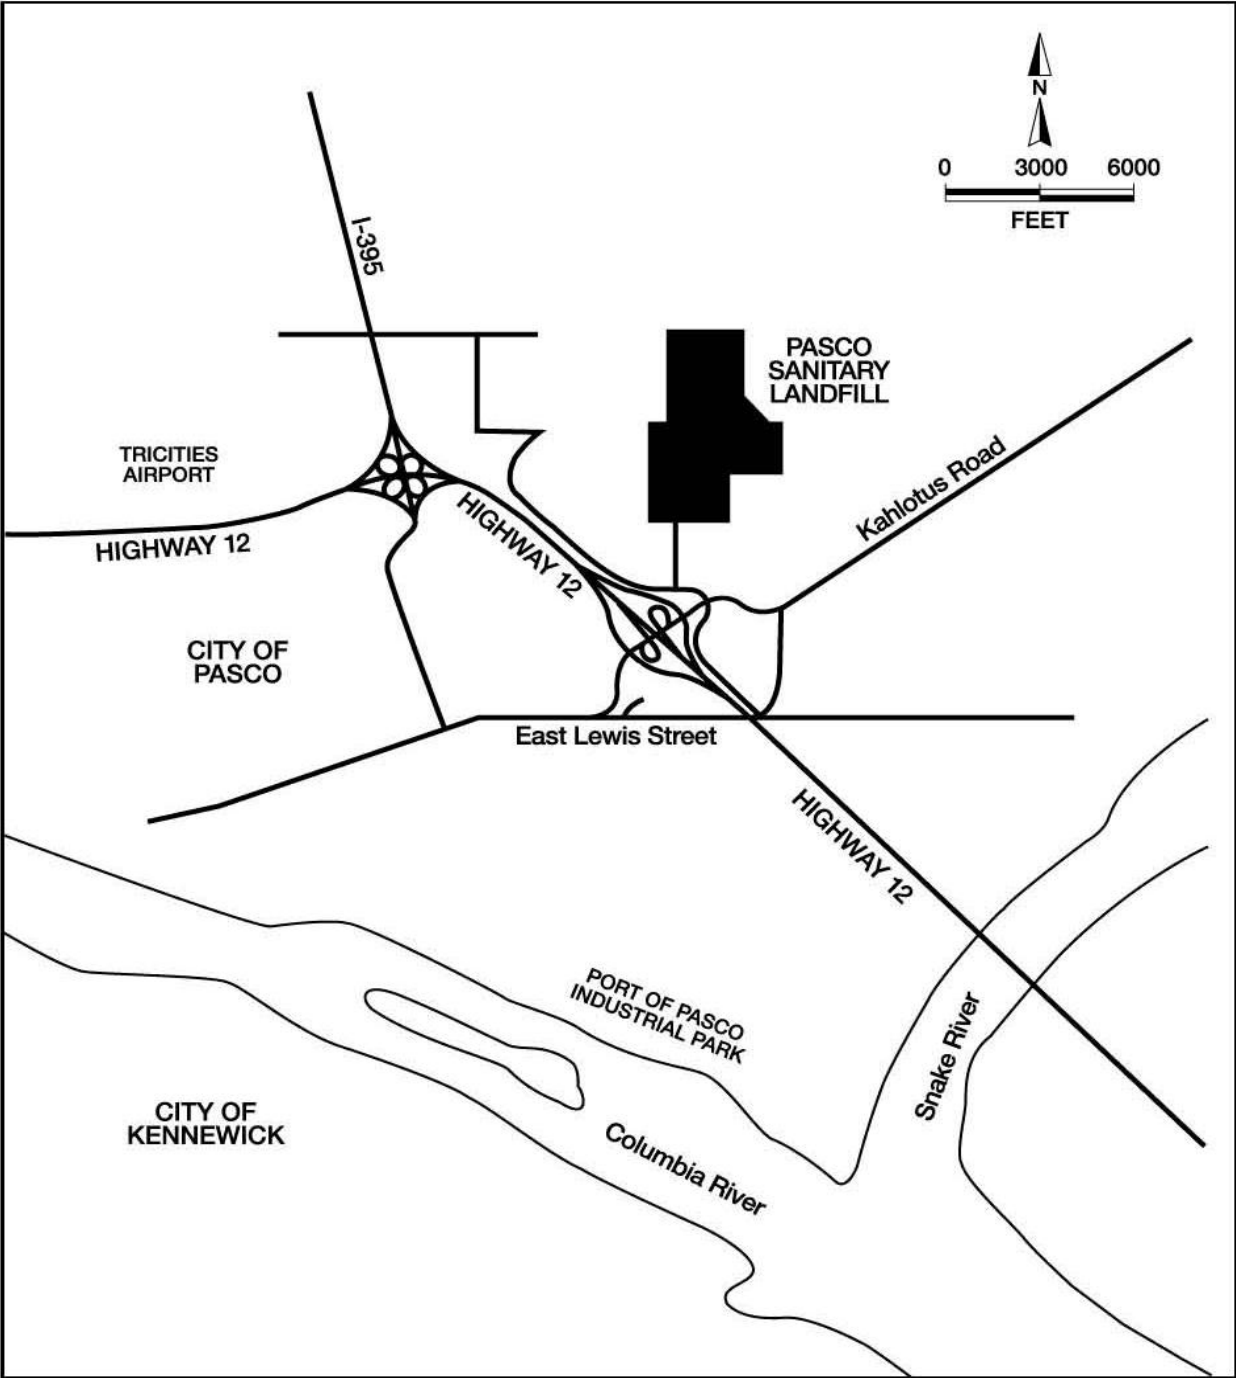 N
0 3000 6000
FEET
I-395
PASCO
SANITARY
LANDFILL
TRICITIES
AIRPORT
Kahlotus Road
HIGHWAY 12
HIGHWAY 12
CITY OF
PASCO
East Lewis Street
HIGHWAY 12
PORT OF PASCO
INDUSTRIAL PARK
Snake River
CITY OF
KENNEWICK
Columbia River